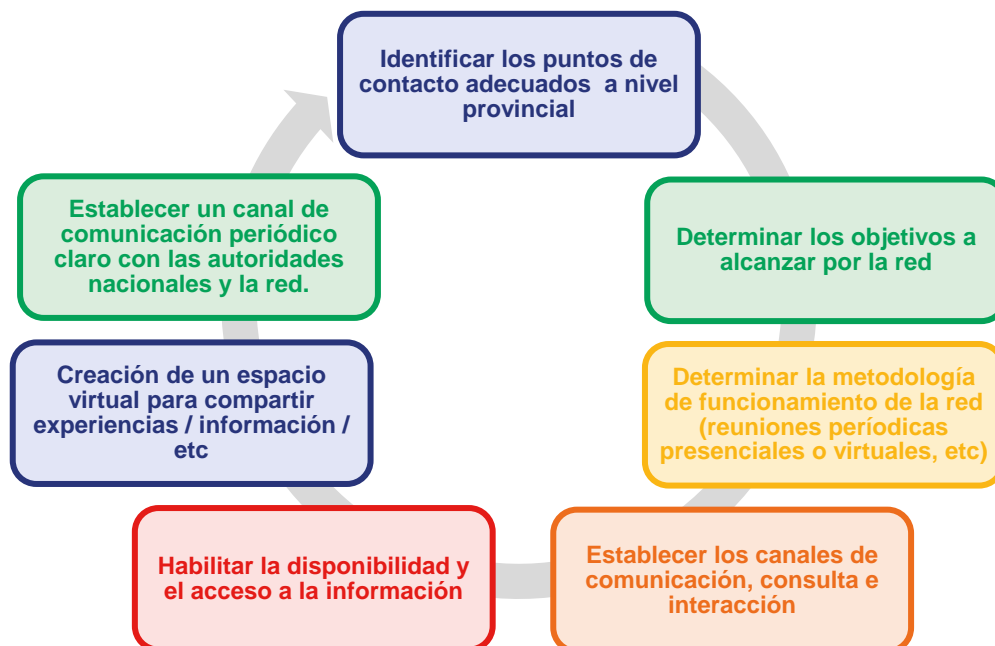 Identificar los puntos de
contacto adecuados a nivel
provincial
Determinar los objetivos a
alcanzar por la red
Determinar la metodología
de funcionamiento de la red
(reuniones períodicas
presenciales o virtuales, etc)
Establecer los canales de
comunicación, consulta e
interacción
Habilitar la disponibilidad y
el acceso a la información
Creación de un espacio
virtual para compartir
experiencias / información /
etc
Establecer un canal de
comunicación periódico
claro con las autoridades
nacionales y la red.